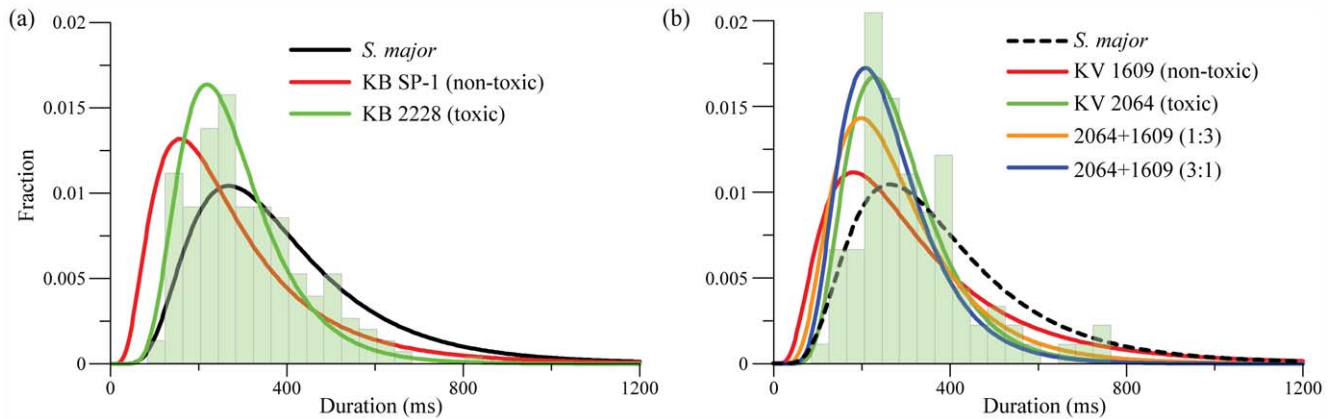 (a)
0.02
0.015
0.01
0.005
0
Fraction
S. major
KB SP-1 (non-toxic)
KB 2228 (toxic)
0 400 800 1200
Duration (ms)
(b)
0.02
0.015
0.01
0.005
0
S. major
KV 1609 (non-toxic)
KV 2064 (toxic)
2064+1609 (1:3)
2064+1609 (3:1)
0 400 800 1200
Duration (ms)